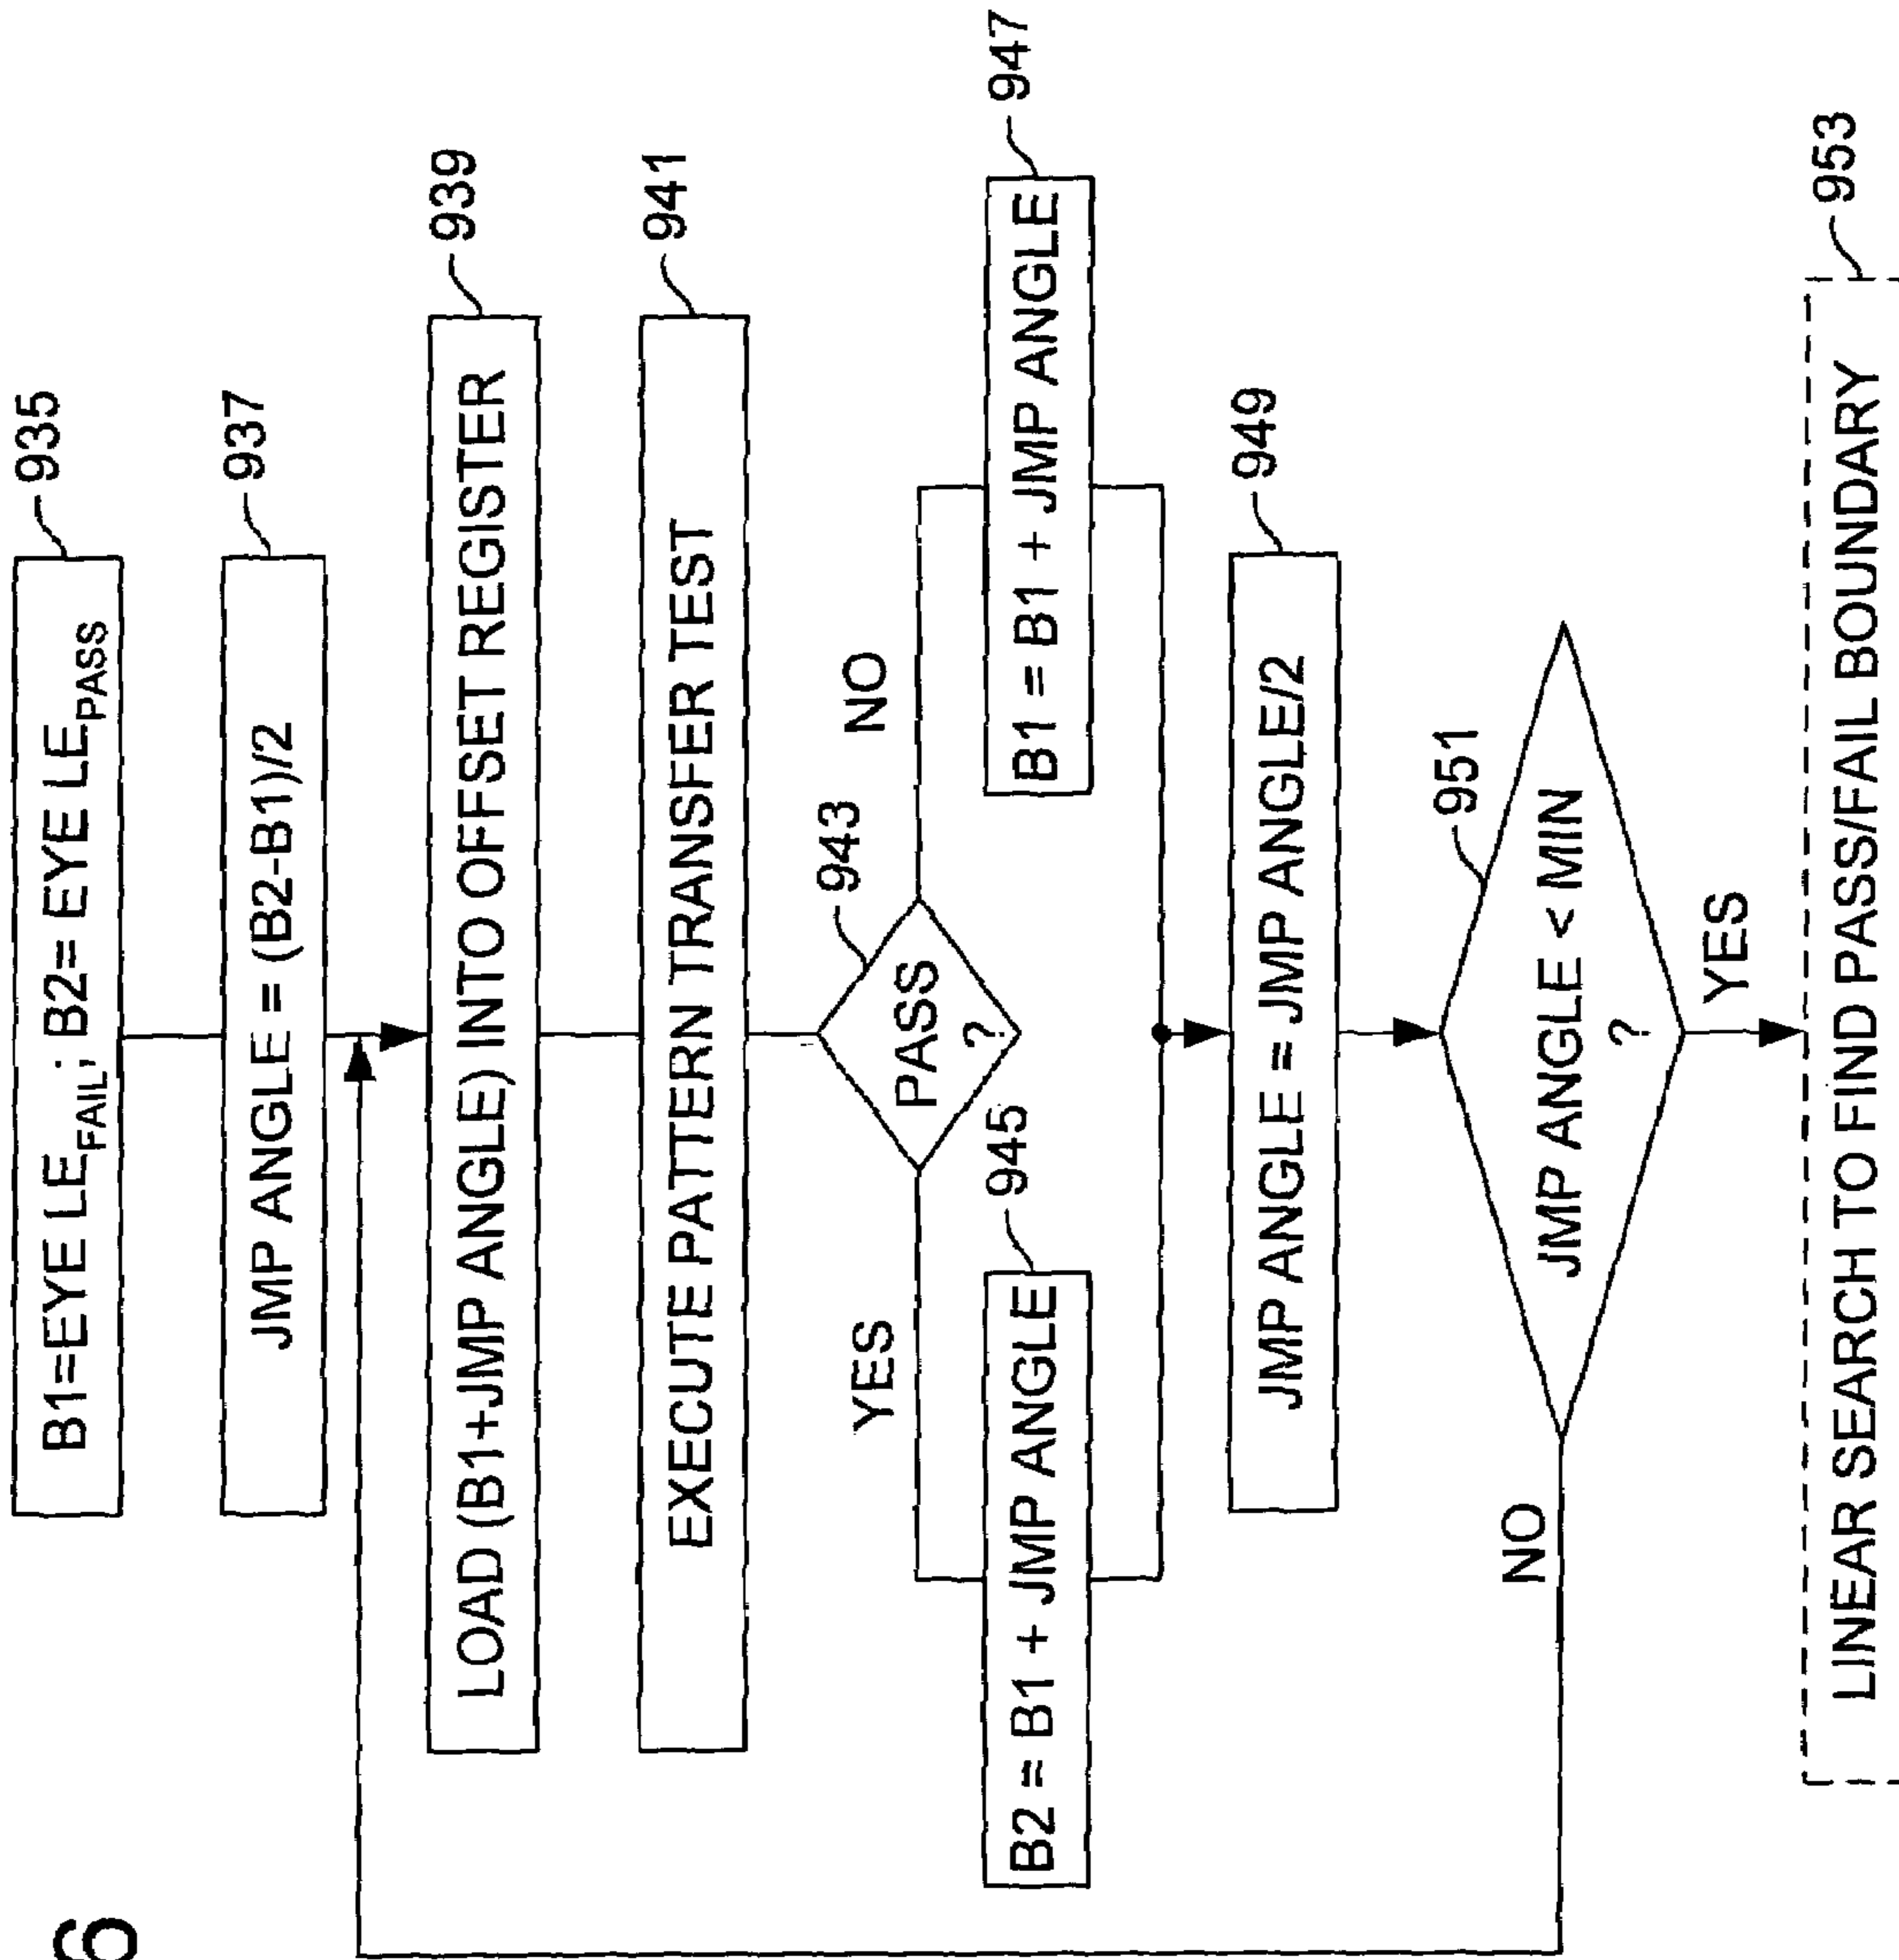 6
B1=EYE LE_FAIL; B2= EYE LE_PASS
935
JMP ANGLE = (B2-B1)/2
937
LOAD (B1+JMP ANGLE) INTO OFFSET REGISTER
939
EXECUTE PATTERN TRANSFER TEST
941
PASS
?
943
YES
NO
B2 = B1 + JMP ANGLE
945
B1 = B1 + JMP ANGLE
947
JMP ANGLE = JMP ANGLE/2
949
JMP ANGLE < MIN
?
951
NO
YES
LINEAR SEARCH TO FIND PASS/FAIL BOUNDARY
953